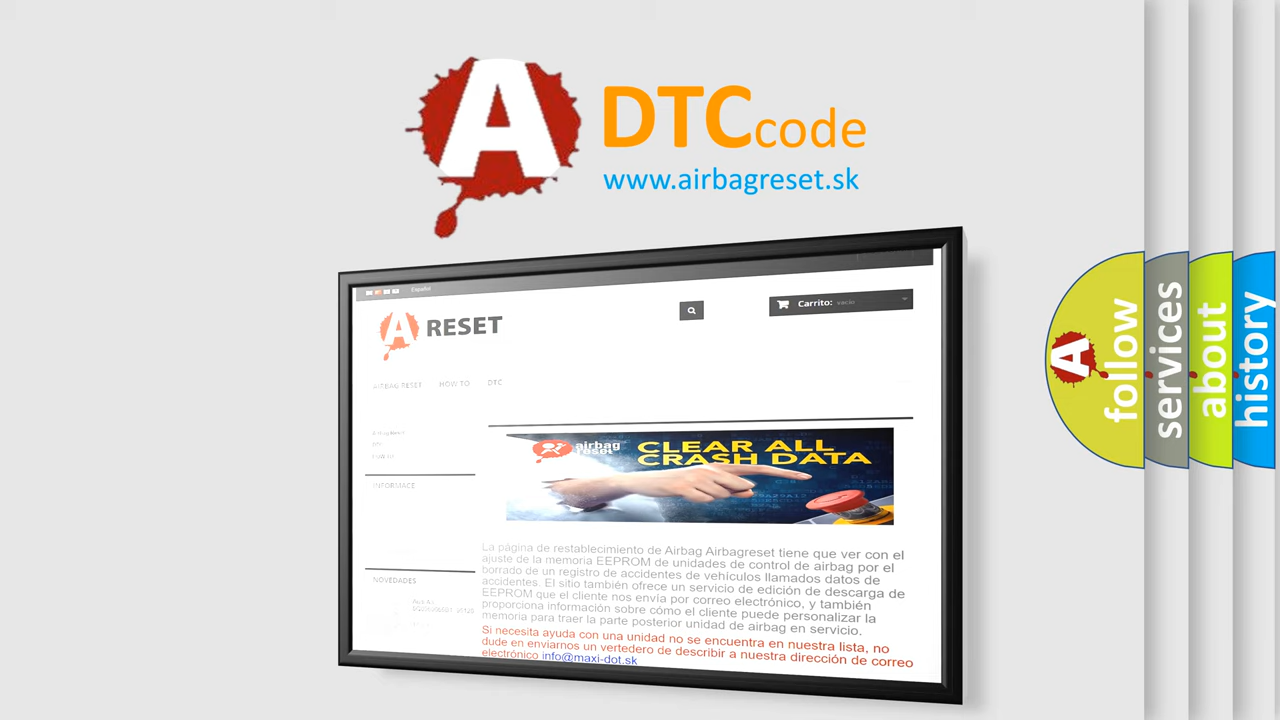 A
DTC code
www.airbagreset.sk
Español
A RESET
Carrito: vacío
AIRBAG RESET HOW TO DTC
INFORMACE
airbag
reset
CLEAR ALL
CRASH DATA
NOVEDADES
La página de restablecimiento de Airbag Airbagreset tiene que ver con el
ajuste de la memoria EEPROM de unidades de control de airbag por el
borrado de un registro de accidentes de vehículos llamados datos de
accidentes. El sitio también ofrece un servicio de edición de descarga de
EEPROM que el cliente nos envía por correo electrónico, y también
proporciona información sobre cómo el cliente puede personalizar la
memoria para traer la parte posterior unidad de airbag en servicio.
Si necesita ayuda con una unidad no se encuentra en nuestra lista, no
dude en enviarnos un vertedero de describir a nuestra dirección de correo
electrónico info@maxi-dot.sk
A
follow
services
about
history